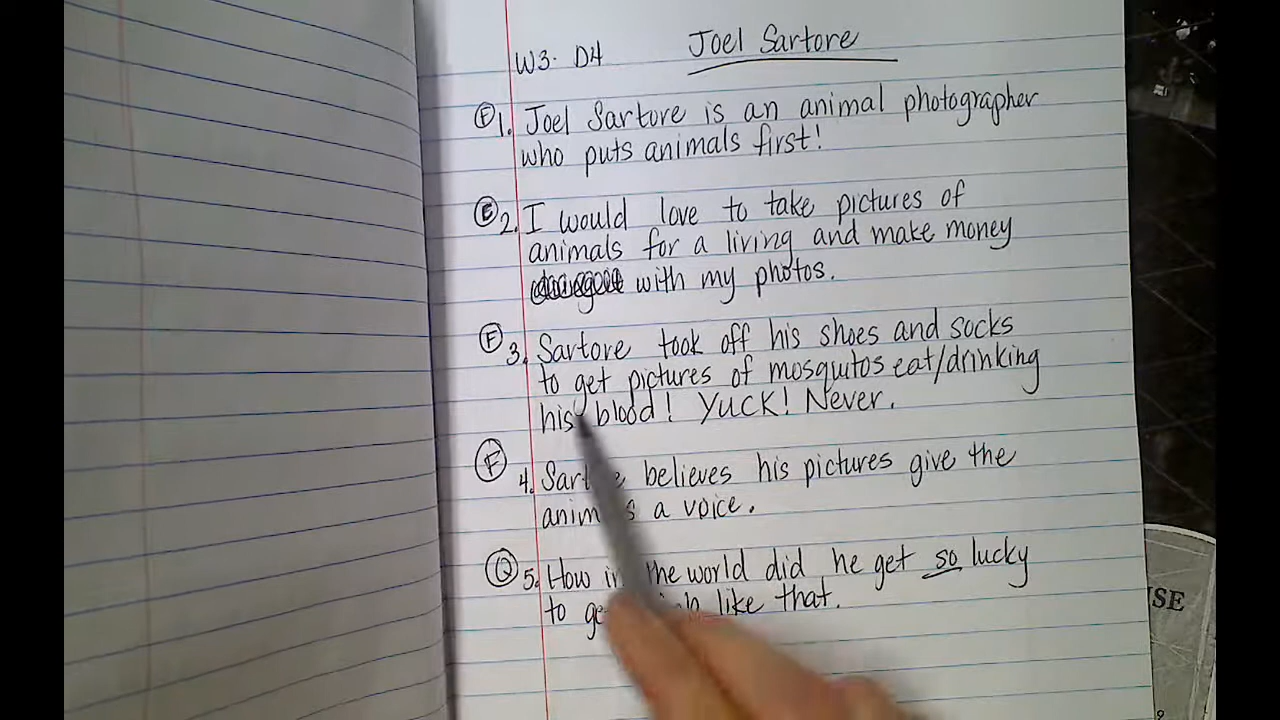 W3. D4 Joel Sartore
Ⓕ 1. Joel Sartore is an animal photographer
who puts animals first!
Ⓔ 2. I would love to take pictures of
animals for a living and make money
with my photos.
Ⓕ 3. Sartore took off his shoes and socks
to get pictures of mosquitos eat/drinking
his blood! YUCK! Never.
Ⓕ 4. believes his pictures give the
a voice.
Ⓠ 5. How the world did he get so lucky
to like that.
SE
9